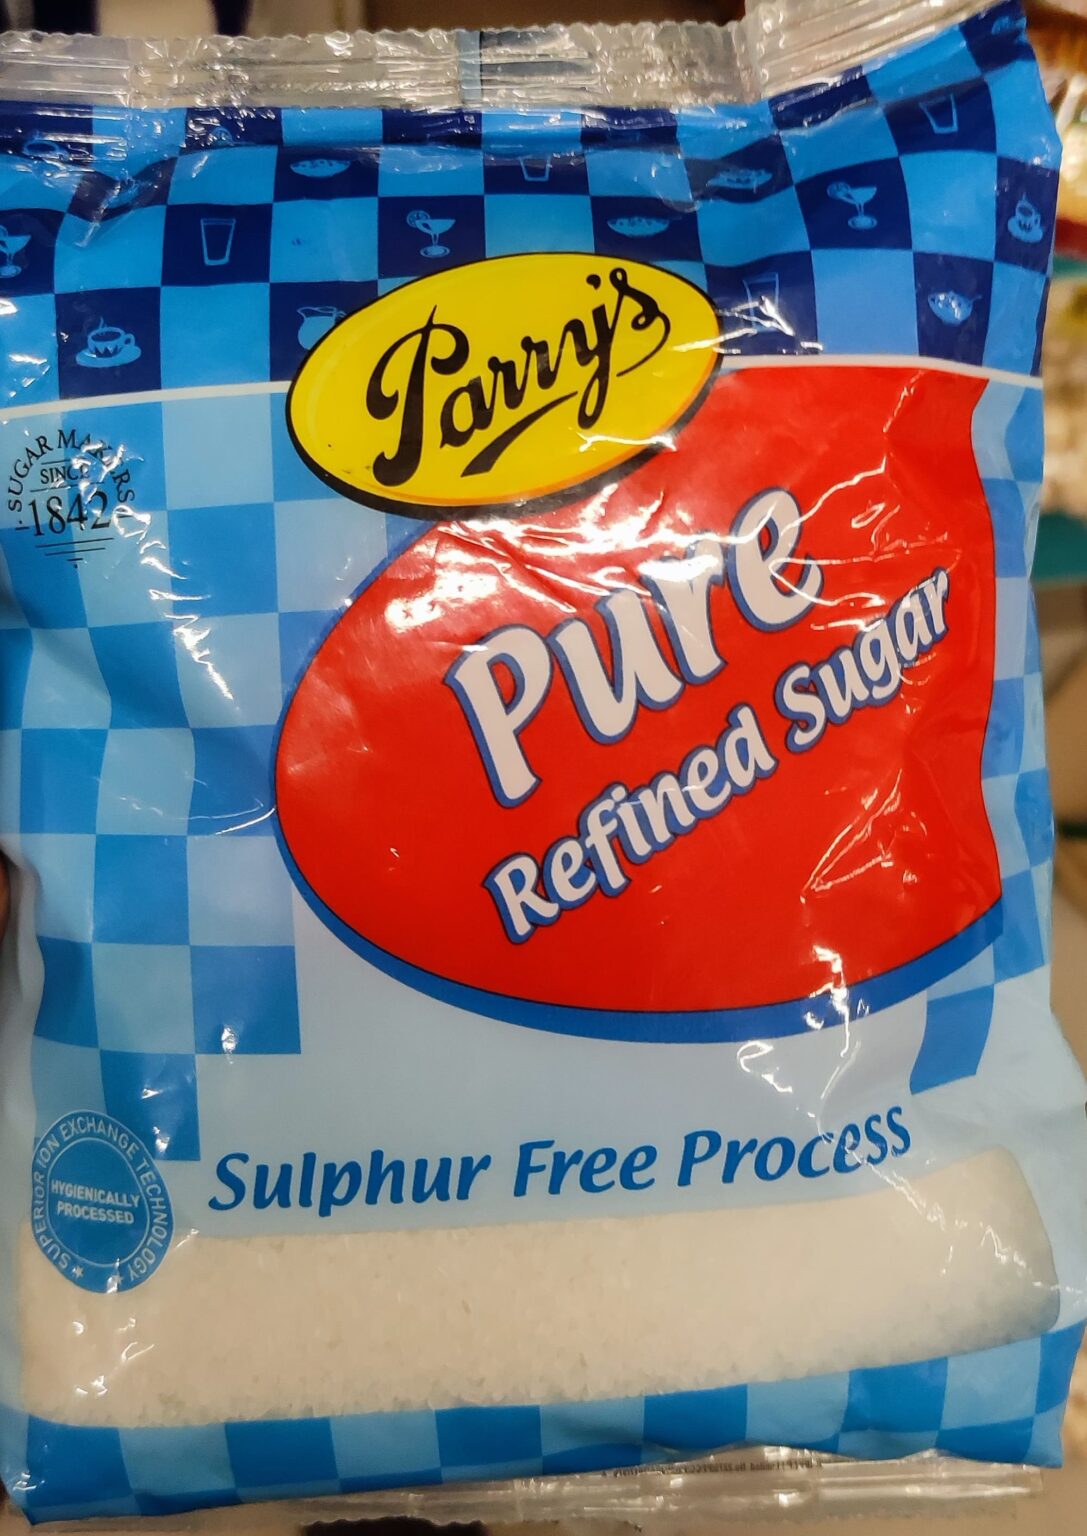 Parry's
SUGAR MAKERS
SINCE
1842
Pure
Refined Sugar
Sulphur Free Process
SUPERIOR ION EXCHANGE TECHNOLOGY
HYGIENICALLY
PROCESSED